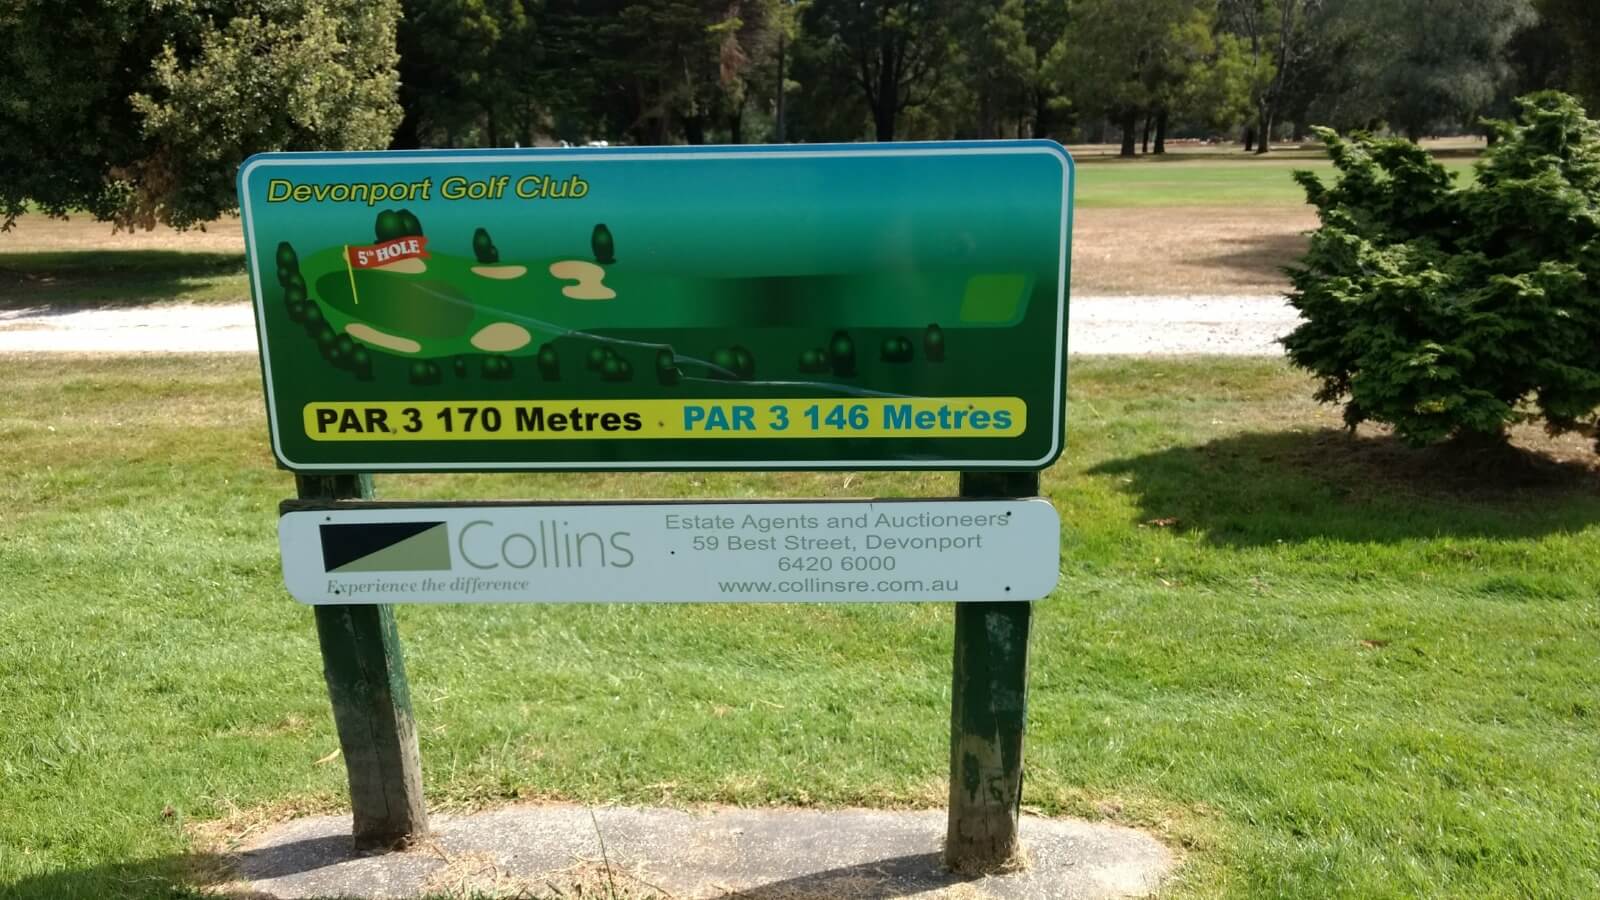 Devonport Golf Club
5th HOLE
PAR 3 170 Metres PAR 3 146 Metres
Collins
Experience the difference
Estate Agents and Auctioneers
59 Best Street, Devonport
6420 6000
www.collinsre.com.au